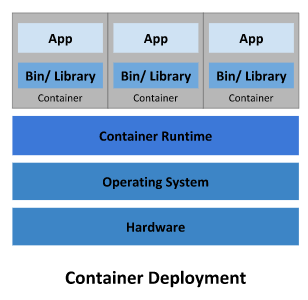 App App App
Bin/ Library Bin/ Library Bin/ Library
Container Container Container
Container Runtime
Operating System
Hardware
Container Deployment